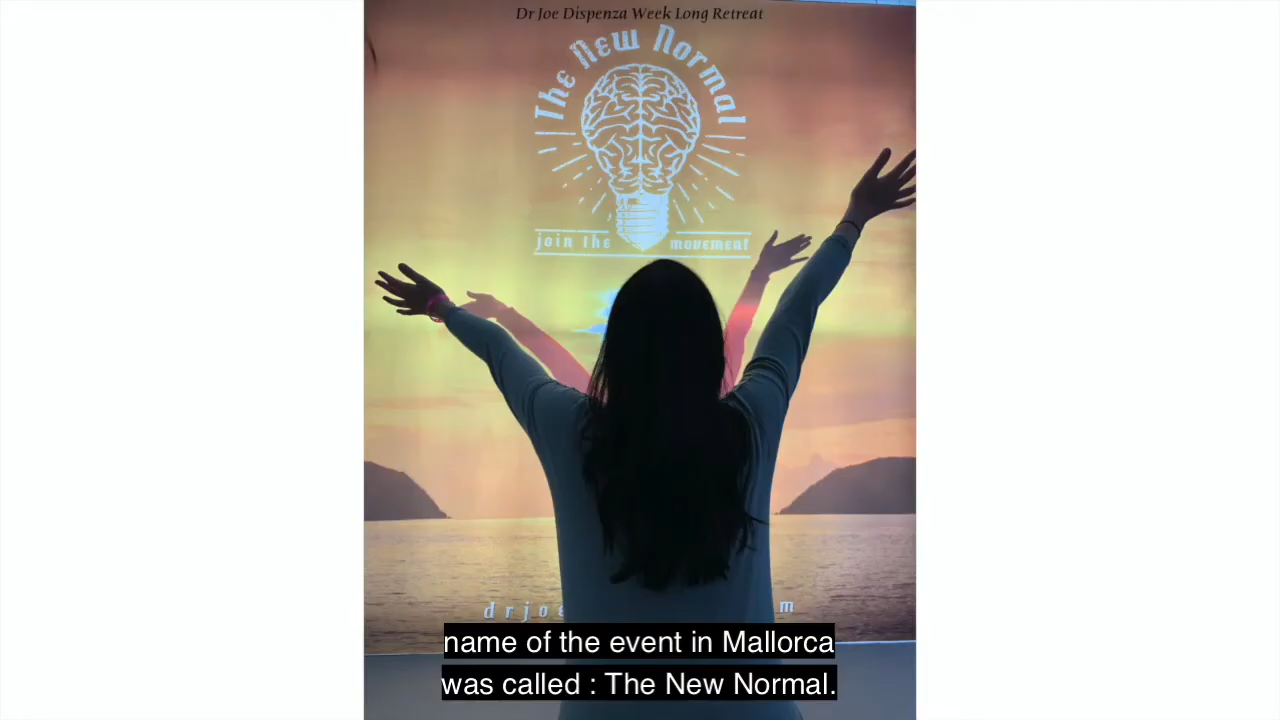 Dr Joe Dispenza Week Long Retreat
The New Normal
join the movement
drjoe
m
name of the event in Mallorca
was called : The New Normal.